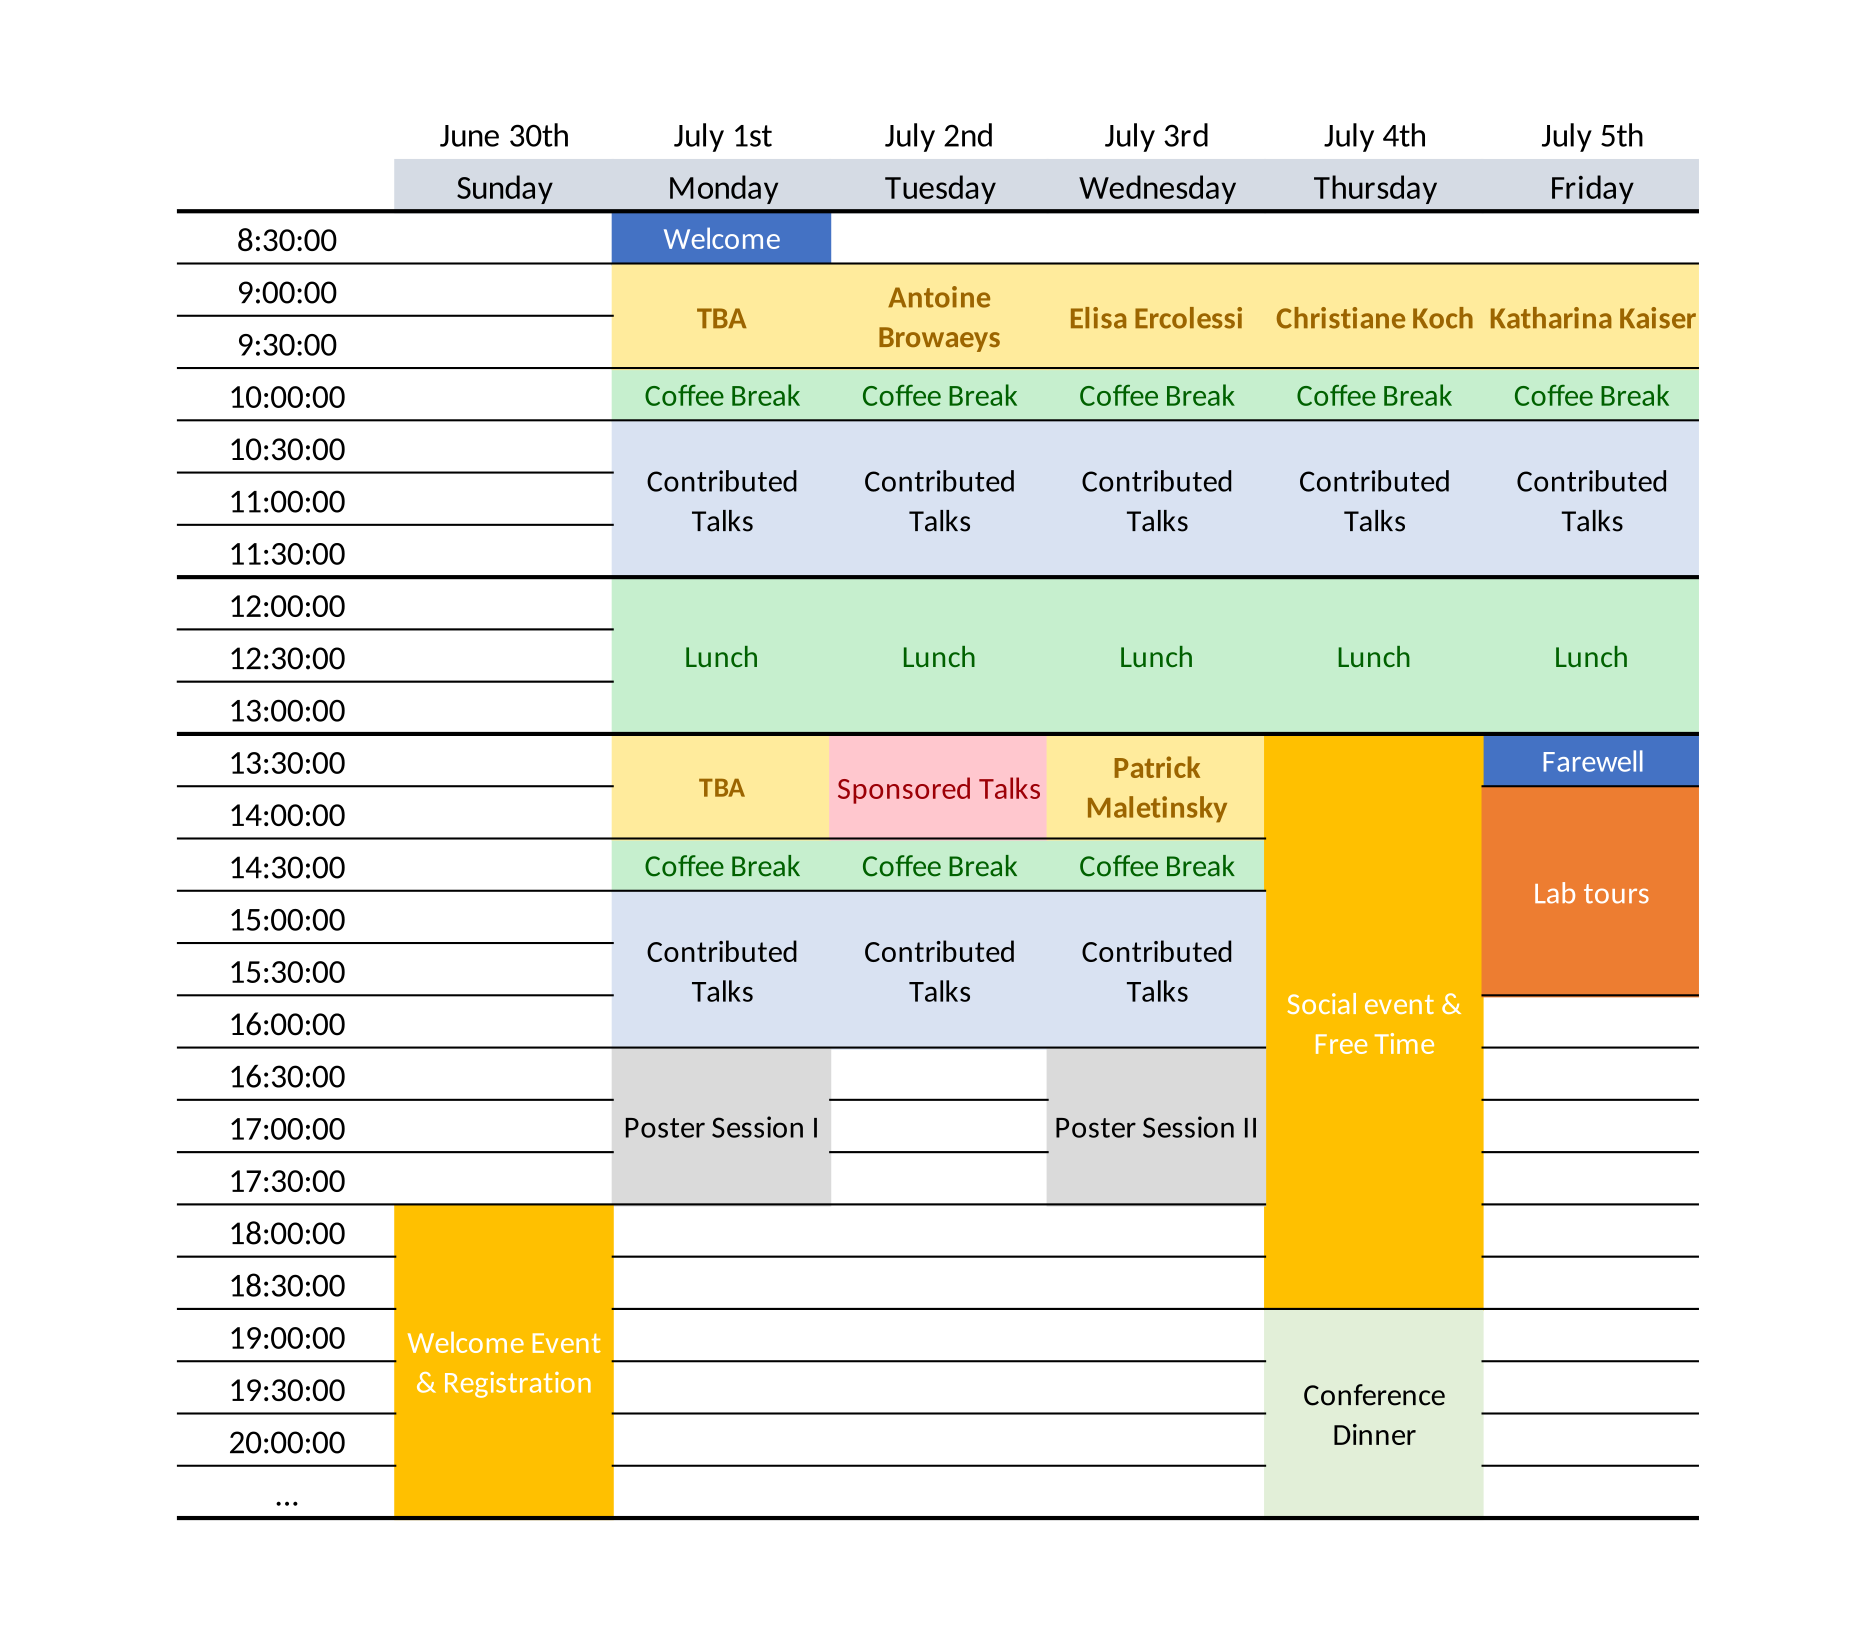 June 30th July 1st July 2nd July 3rd July 4th July 5th
Sunday Monday Tuesday Wednesday Thursday Friday
8:30:00 Welcome
9:00:00
9:30:00
TBA
Antoine
Browaeys
Elisa Ercolessi
Christiane Koch
Katharina Kaiser
10:00:00 Coffee Break Coffee Break Coffee Break Coffee Break Coffee Break
10:30:00
11:00:00
11:30:00
Contributed Contributed Contributed Contributed Contributed
Talks Talks Talks Talks Talks
12:00:00
12:30:00 Lunch Lunch Lunch Lunch Lunch
13:00:00
13:30:00
14:00:00
TBA
Sponsored Talks
Patrick
Maletinsky
Farewell
14:30:00 Coffee Break Coffee Break Coffee Break
Lab tours
15:00:00
15:30:00
16:00:00
Contributed Contributed Contributed
Talks Talks Talks
Social event &
Free Time
16:30:00
17:00:00 Poster Session I Poster Session II
17:30:00
18:00:00
18:30:00
19:00:00
19:30:00
Welcome Event
& Registration
Conference
Dinner
20:00:00
...